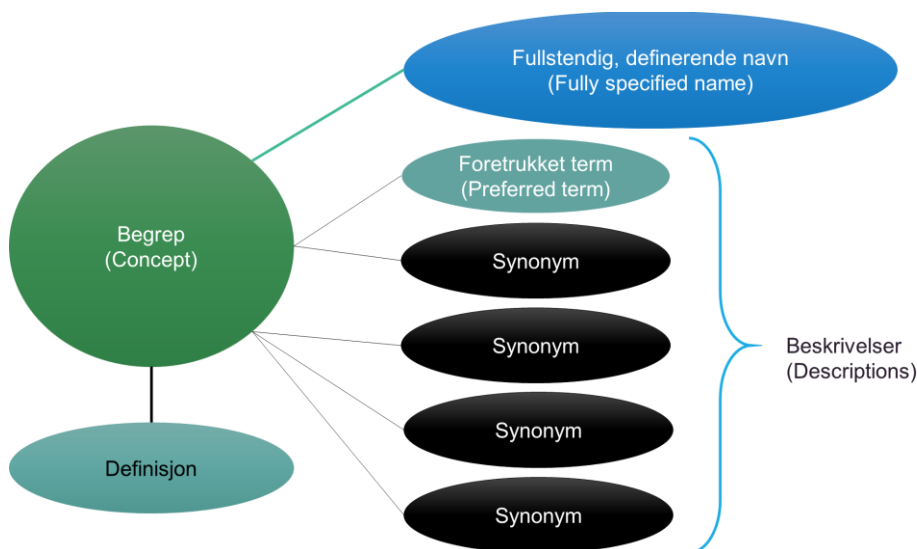 Fullstendig, definerende navn
(Fully specified name)
Foretrukket term
(Preferred term)
Begrep
(Concept)
Synonym
Synonym
Beskrivelser
(Descriptions)
Synonym
Definisjon
Synonym